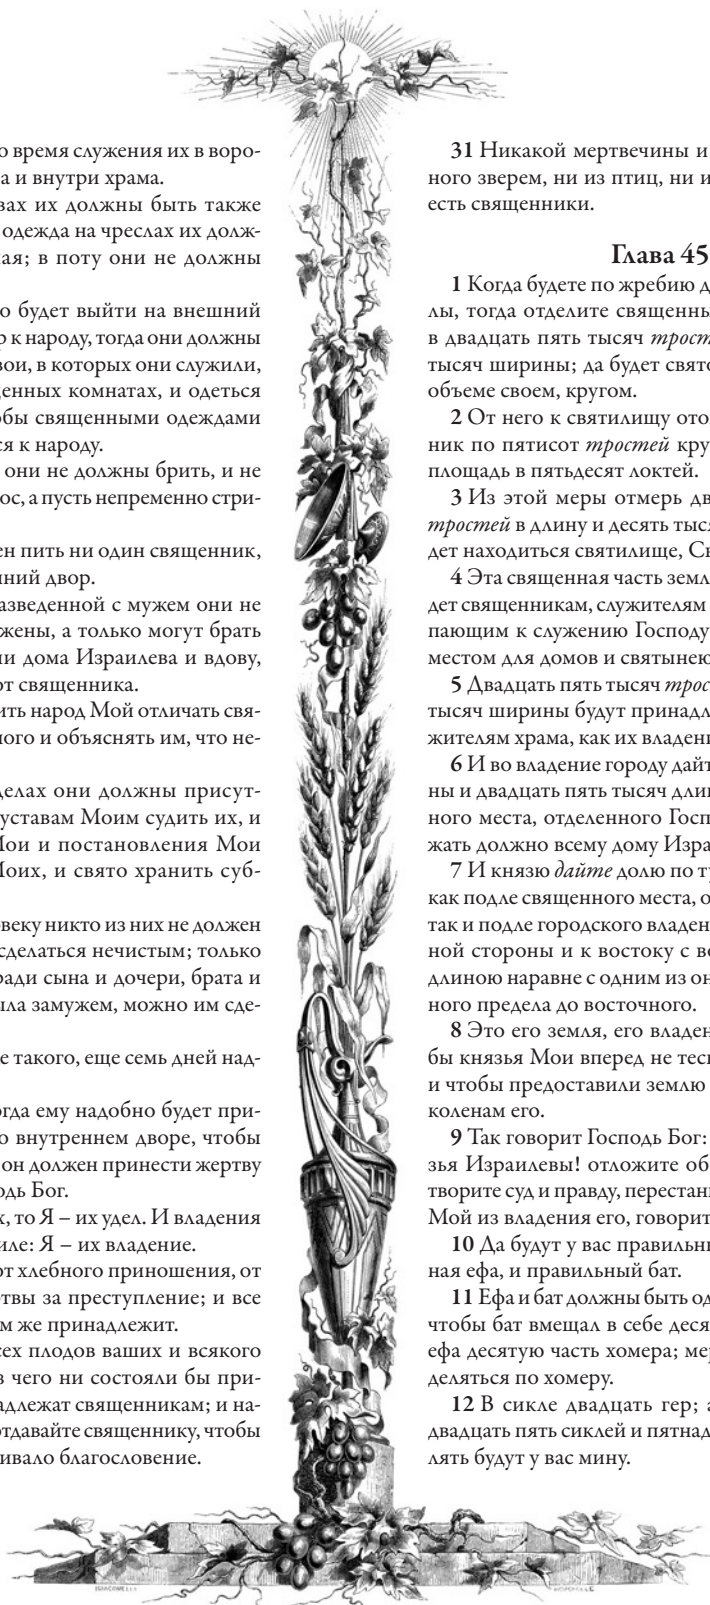 о время служения их в воро-
а и внутри храма.
вах их должны быть также
одежда на чреслах их долж-
ая; в поту они не должны
о будет выйти на внешний
р к народу, тогда они должны
вои, в которых они служили,
ценных комнатах, и одеться
обы священными одеждами
ся к народу.
они не должны брить, и не
ос, а пусть непременно стри-
ен пить ни один священник,
нний двор.
азведенной с мужем они не
жены, а только могут брать
ни дома Израилева и вдову,
от священника.
ить народ Мой отличать свя-
ного и объяснять им, что не-
делах они должны присут-
уставам Моим судить их, и
Мои и постановления Мои
Моих, и свято хранить суб-
овеку никто из них не должен
сделаться нечистым; только
ради сына и дочери, брата и
ыла замужем, можно им сде-
е такого, еще семь дней над-
огда ему надобно будет при-
о внутреннем дворе, чтобы
он должен принести жертву
одь Бог.
х, то Я – их удел. И владения
иле: Я – их владение.
от хлебного приношения, от
твы за преступление; и все
м же принадлежит.
сех плодов ваших и всякого
з чего ни состояли бы при-
адлежат священникам; и на-
отдавайте священнику, чтобы
ивало благословение.
31 Никакой мертвечины и
ного зверем, ни из птиц, ни и
есть священники.
Глава 45
1 Когда будете по жребию д
лы, тогда отделите священны
в двадцать пять тысяч трост
тысяч ширины; да будет свято
объеме своем, кругом.
2 От него к святилищу ото
ник по пятисот тростей кру
площадь в пятьдесят локтей.
3 Из этой меры отмерь дв
тростей в длину и десять тыся
дет находиться святилище, Св
4 Эта священная часть земл
дет священникам, служителям
пающим к служению Господу
местом для домов и святынею
5 Двадцать пять тысяч трос
тысяч ширины будут принадл
жителям храма, как их владени
6 И во владение городу дайт
ны и двадцать пять тысяч длин
ного места, отделенного Госп
жать должно всему дому Изра
7 И князю дайте долю по ту
как подле священного места, о
так и подле городского владен
ной стороны и к востоку с во
длиною наравне с одним из он
ного предела до восточного.
8 Это его земля, его владен
бы князья Мои вперед не тесн
и чтобы предоставили землю
коленам его.
9 Так говорит Господь Бог:
зья Израилевы! отложите об
творите суд и правду, перестан
Мой из владения его, говорит
10 Да будут у вас правильны
ная ефа, и правильный бат.
11 Ефа и бат должны быть од
чтобы бат вмещал в себе деся
ефа десятую часть хомера; мер
деляться по хомеру.
12 В сикле двадцать гер; а
двадцать пять сиклей и пятнад
лять будут у вас мину.